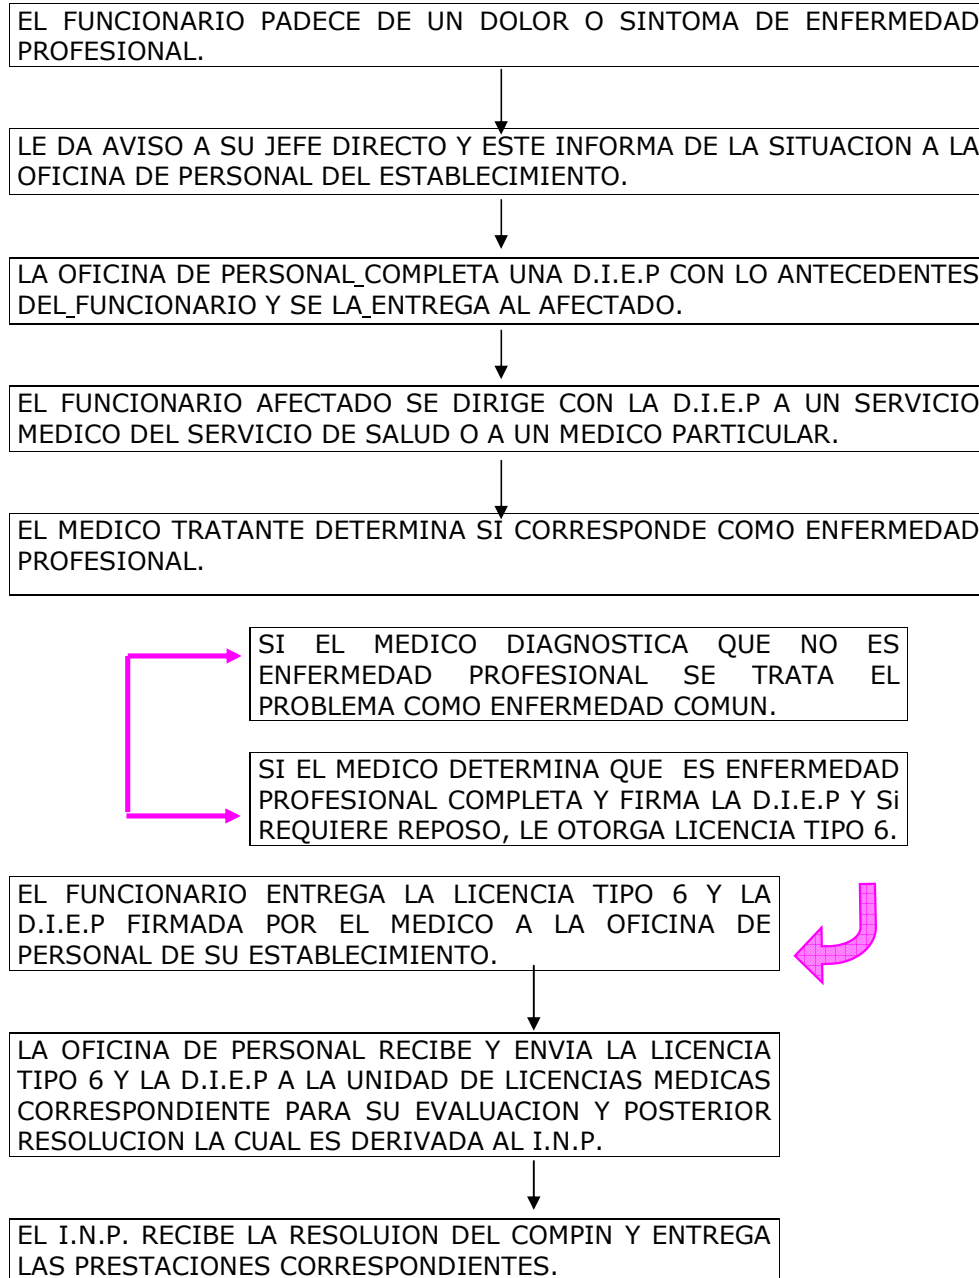 EL FUNCIONARIO PADECE DE UN DOLOR O SINTOMA DE ENFERMEDAD
PROFESIONAL.
LE DA AVISO A SU JEFE DIRECTO Y ESTE INFORMA DE LA SITUACION A LA
OFICINA DE PERSONAL DEL ESTABLECIMIENTO.
LA OFICINA DE PERSONAL COMPLETA UNA D.I.E.P CON LO ANTECEDENTES
DEL FUNCIONARIO Y SE LA ENTREGA AL AFECTADO.
EL FUNCIONARIO AFECTADO SE DIRIGE CON LA D.I.E.P A UN SERVICIO
MEDICO DEL SERVICIO DE SALUD O A UN MEDICO PARTICULAR.
EL MEDICO TRATANTE DETERMINA SI CORRESPONDE COMO ENFERMEDAD
PROFESIONAL.
SI EL MEDICO DIAGNOSTICA QUE NO ES
ENFERMEDAD PROFESIONAL SE TRATA EL
PROBLEMA COMO ENFERMEDAD COMUN.
SI EL MEDICO DETERMINA QUE ES ENFERMEDAD
PROFESIONAL COMPLETA Y FIRMA LA D.I.E.P Y Si
REQUIERE REPOSO, LE OTORGA LICENCIA TIPO 6.
EL FUNCIONARIO ENTREGA LA LICENCIA TIPO 6 Y LA
D.I.E.P FIRMADA POR EL MEDICO A LA OFICINA DE
PERSONAL DE SU ESTABLECIMIENTO.
LA OFICINA DE PERSONAL RECIBE Y ENVIA LA LICENCIA
TIPO 6 Y LA D.I.E.P A LA UNIDAD DE LICENCIAS MEDICAS
CORRESPONDIENTE PARA SU EVALUACION Y POSTERIOR
RESOLUCION LA CUAL ES DERIVADA AL I.N.P.
EL I.N.P. RECIBE LA RESOLUION DEL COMPIN Y ENTREGA
LAS PRESTACIONES CORRESPONDIENTES.